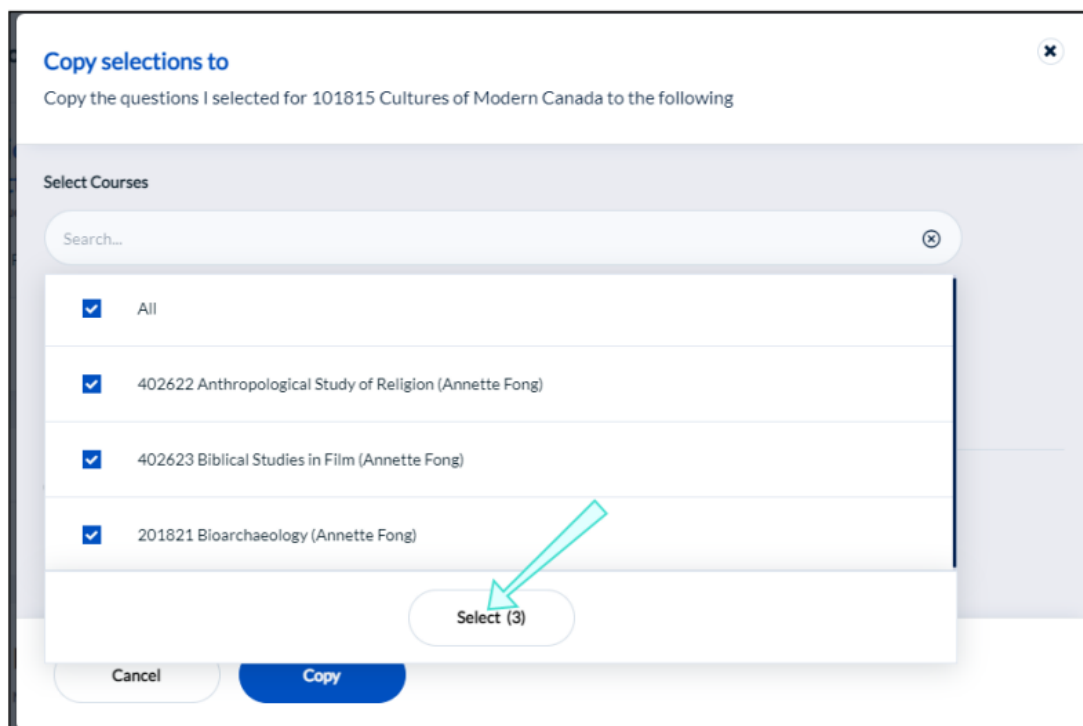 Copy selections to
Copy the questions I selected for 101815 Cultures of Modern Canada to the following
Select Courses
Search...
All
402622 Anthropological Study of Religion (Annette Fong)
402623 Biblical Studies in Film (Annette Fong)
201821 Bioarchaeology (Annette Fong)
Select (3)
Cancel
Copy